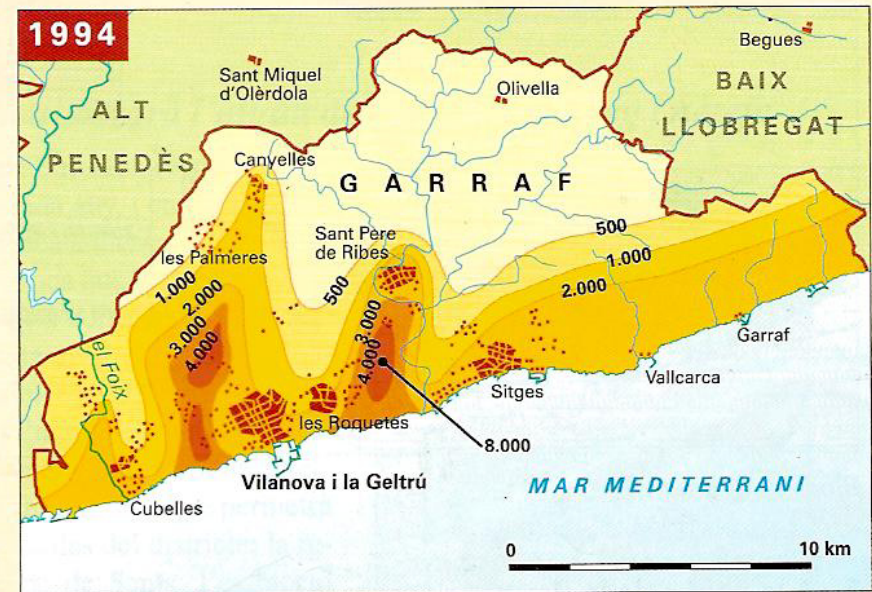 1994
Begues
Sant Miquel
d'Olèrdola
Olivella
BAIX
LLOBREGAT
ALT
PENEDÈS
Canyelles
GARRAF
Sant Pere
de Ribes
les Palmeres
500
1.000
2.000
1.000
2.000
3.000
4.000
500
3.000
4.000
el Foix
Garraf
Vallcarca
Sitges
les Roquetes
8.000
Vilanova i la Geltrú
Cubelles
MAR MEDITERRANI
0 10 km